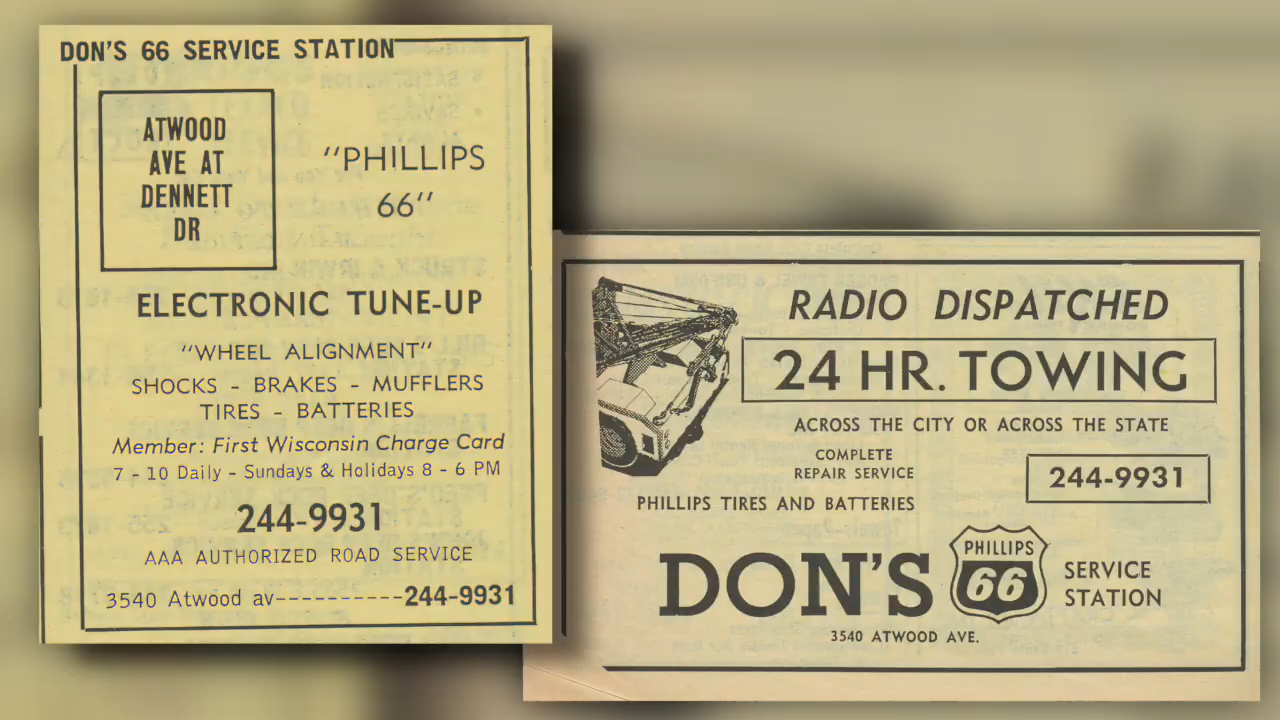 DON'S 66 SERVICE STATION
ATWOOD
AVE AT
DENNETT
DR
"PHILLIPS
66"
ELECTRONIC TUNE-UP
"WHEEL ALIGNMENT"
SHOCKS - BRAKES - MUFFLERS
TIRES - BATTERIES
Member: First Wisconsin Charge Card
7 - 10 Daily - Sundays & Holidays 8 - 6 PM
244-9931
AAA AUTHORIZED ROAD SERVICE
3540 Atwood av----------244-9931
RADIO DISPATCHED
24 HR. TOWING
ACROSS THE CITY OR ACROSS THE STATE
COMPLETE
REPAIR SERVICE
244-9931
PHILLIPS TIRES AND BATTERIES
DON'S
PHILLIPS
66
SERVICE
STATION
3540 ATWOOD AVE.